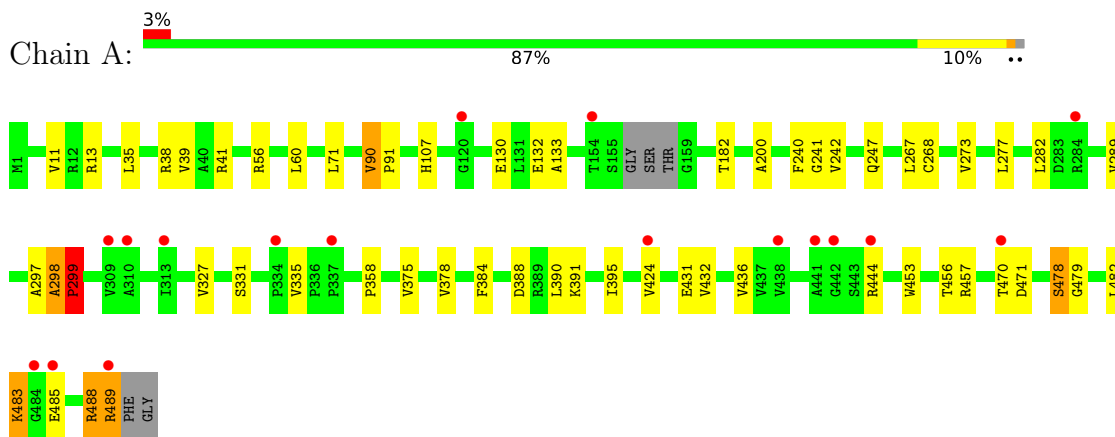 3%
Chain A:
87% 10% ••
M1 V11 R12 R13 L35 R38 V39 A40 R41 R56 L60 L71 V90 P91 H107 G120 E130 L131 E132 A133 T154 S155 GLY SER THR G159 T182 A200 F240 G241 V242 Q247 L267 C268 V273 L277 L282 D283 R284
A297 A298 P299 V309 A310 I313 V327 S331 P334 V335 P336 P337 P358 V375 V378 F384 D388 R389 L390 K391 I395 V424 E431 V432 V436 V437 V438 A441 G442 S443 R444 W453 T456 R457 T470 D471 S478 G479
K483 G484 E485 R488 R489 PHE GLY